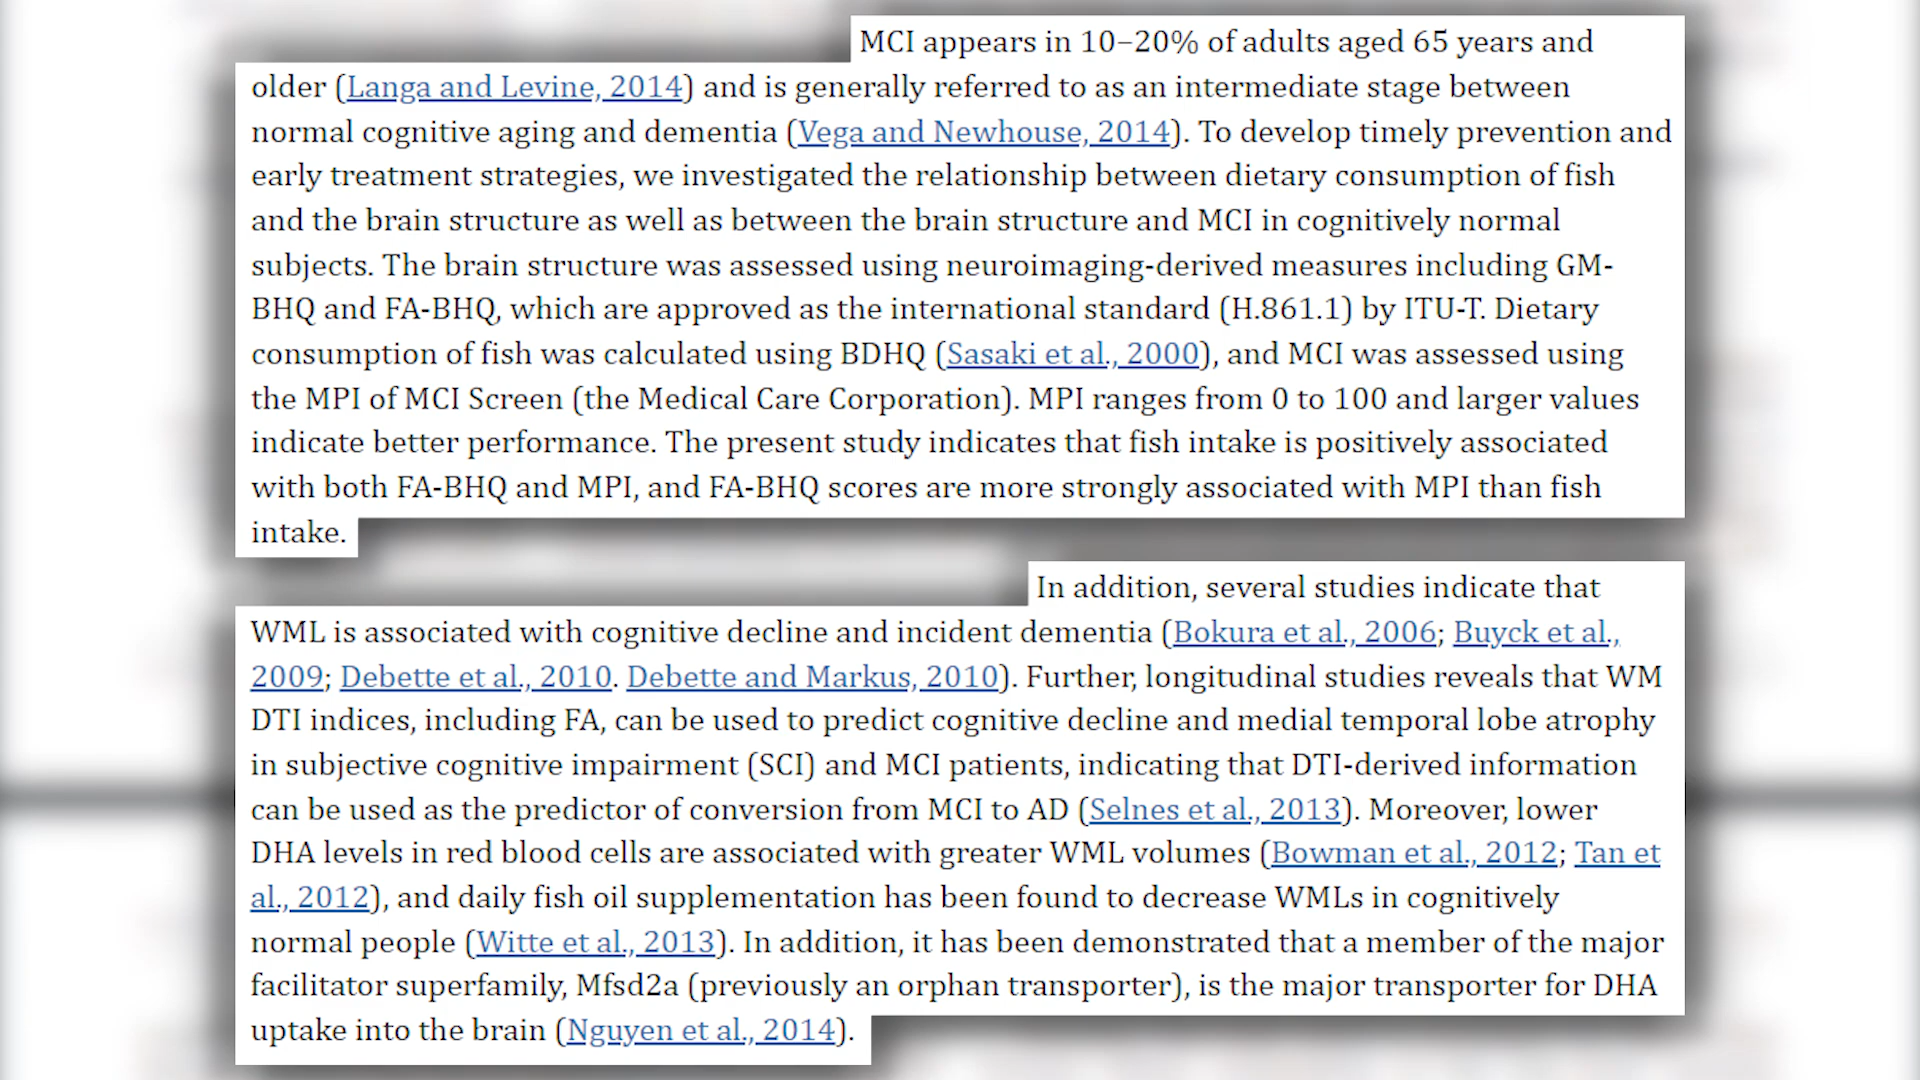 MCI appears in 10–20% of adults aged 65 years and
older (Langa and Levine, 2014) and is generally referred to as an intermediate stage between
normal cognitive aging and dementia (Vega and Newhouse, 2014). To develop timely prevention and
early treatment strategies, we investigated the relationship between dietary consumption of fish
and the brain structure as well as between the brain structure and MCI in cognitively normal
subjects. The brain structure was assessed using neuroimaging-derived measures including GM-
BHQ and FA-BHQ, which are approved as the international standard (H.861.1) by ITU-T. Dietary
consumption of fish was calculated using BDHQ (Sasaki et al., 2000), and MCI was assessed using
the MPI of MCI Screen (the Medical Care Corporation). MPI ranges from 0 to 100 and larger values
indicate better performance. The present study indicates that fish intake is positively associated
with both FA-BHQ and MPI, and FA-BHQ scores are more strongly associated with MPI than fish
intake.
In addition, several studies indicate that
WML is associated with cognitive decline and incident dementia (Bokura et al., 2006; Buyck et al.,
2009; Debette et al., 2010. Debette and Markus, 2010). Further, longitudinal studies reveals that WM
DTI indices, including FA, can be used to predict cognitive decline and medial temporal lobe atrophy
in subjective cognitive impairment (SCI) and MCI patients, indicating that DTI-derived information
can be used as the predictor of conversion from MCI to AD (Selnes et al., 2013). Moreover, lower
DHA levels in red blood cells are associated with greater WML volumes (Bowman et al., 2012; Tan et
al., 2012), and daily fish oil supplementation has been found to decrease WMLs in cognitively
normal people (Witte et al., 2013). In addition, it has been demonstrated that a member of the major
facilitator superfamily, Mfsd2a (previously an orphan transporter), is the major transporter for DHA
uptake into the brain (Nguyen et al., 2014).